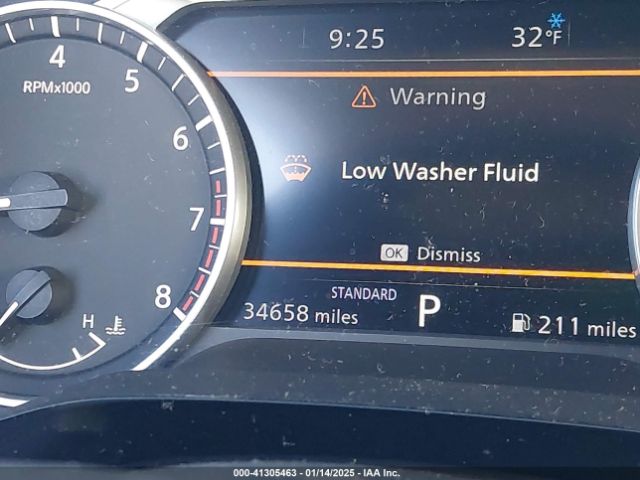 4
5
6
7
8
RPMx1000
H
9:25
32°F
Warning
Low Washer Fluid
OK Dismiss
STANDARD
34658 miles
P
211 miles
000-41305463 - 01/14/2025 - IAA Inc.